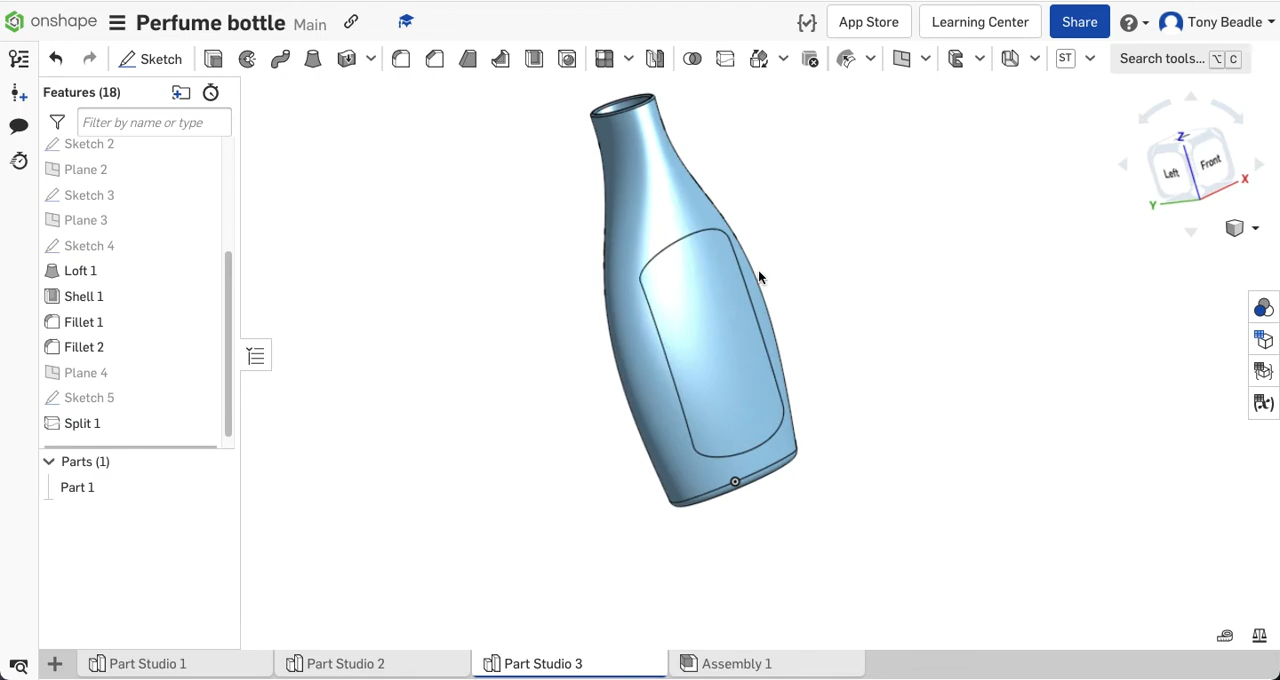 onshape Perfume bottle Main App Store Learning Center Share Tony Beadle
Sketch ST Search tools... ⌥ C
Features (18)
Filter by name or type
Sketch 2
Plane 2
Sketch 3
Plane 3
Sketch 4
Loft 1
Shell 1
Fillet 1
Fillet 2
Plane 4
Sketch 5
Split 1
Parts (1)
Part 1
Z
Left Front
X
Y
Part Studio 1 Part Studio 2 Part Studio 3 Assembly 1